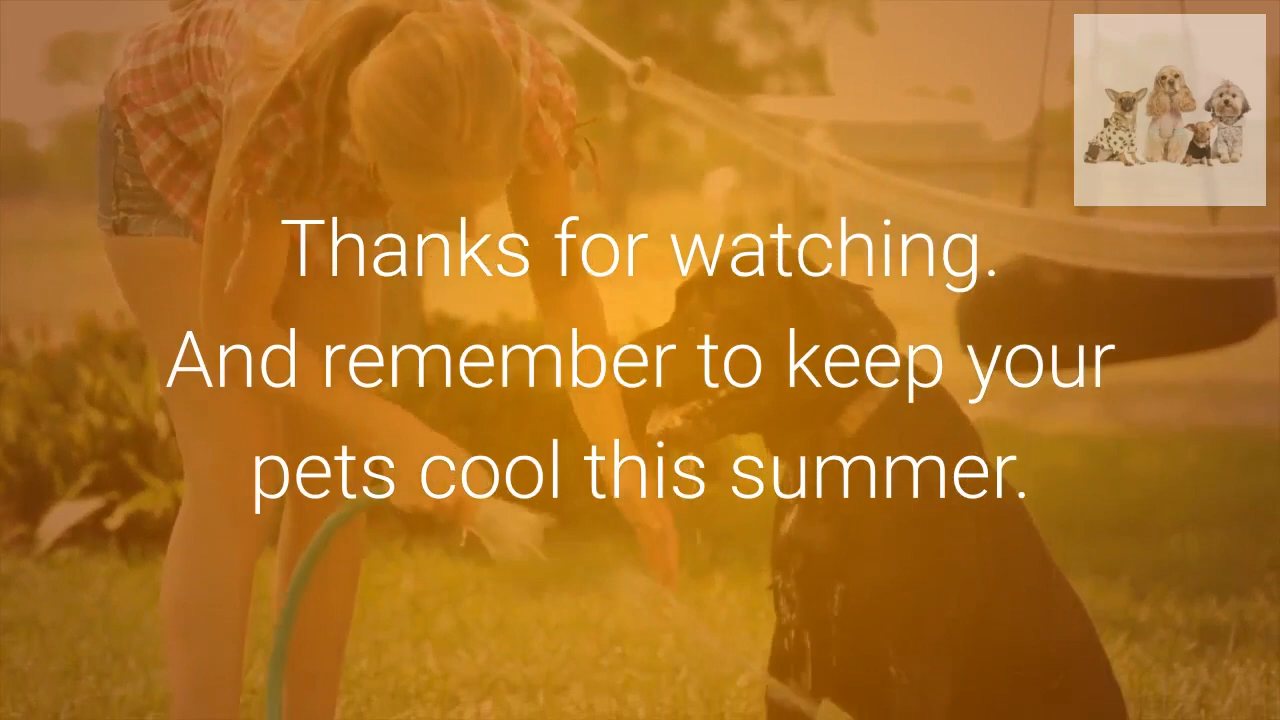 Thanks for watching.
And remember to keep your
pets cool this summer.